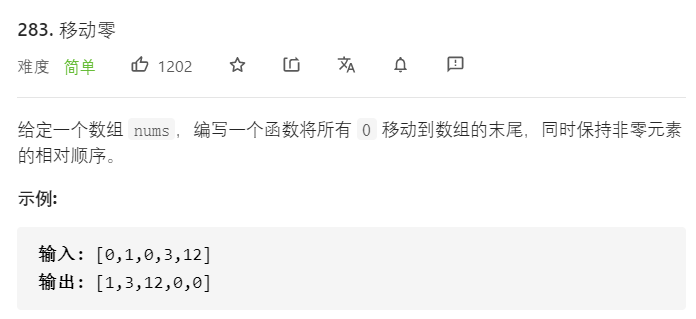 283. 移动零
难度 简单 1202
给定一个数组 nums，编写一个函数将所有 0 移动到数组的末尾，同时保持非零元素
的相对顺序。
示例:
输入: [0,1,0,3,12]
输出: [1,3,12,0,0]